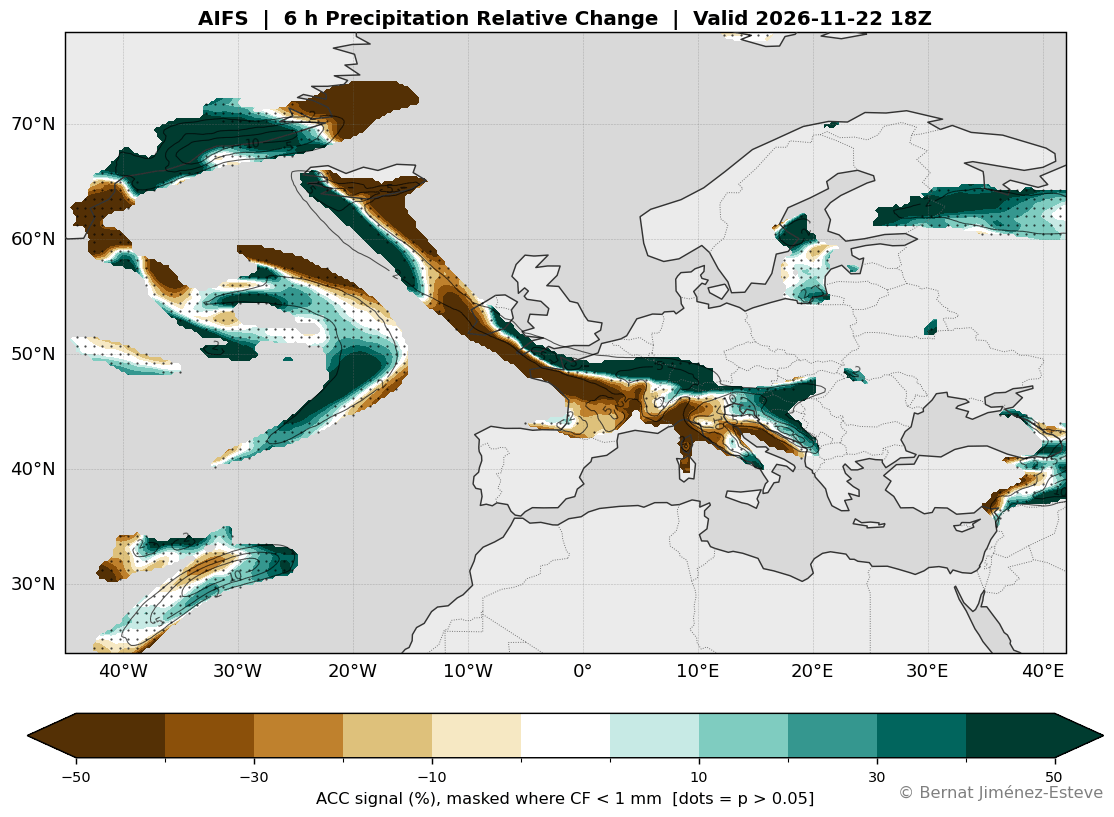 AIFS | 6 h Precipitation Relative Change | Valid 2026-11-22 18Z
70°N
60°N
50°N
40°N
30°N
40°W 30°W 20°W 10°W 0° 10°E 20°E 30°E 40°E
−50 −30 −10 10 30 50
ACC signal (%), masked where CF < 1 mm [dots = p > 0.05]
© Bernat Jiménez-Esteve